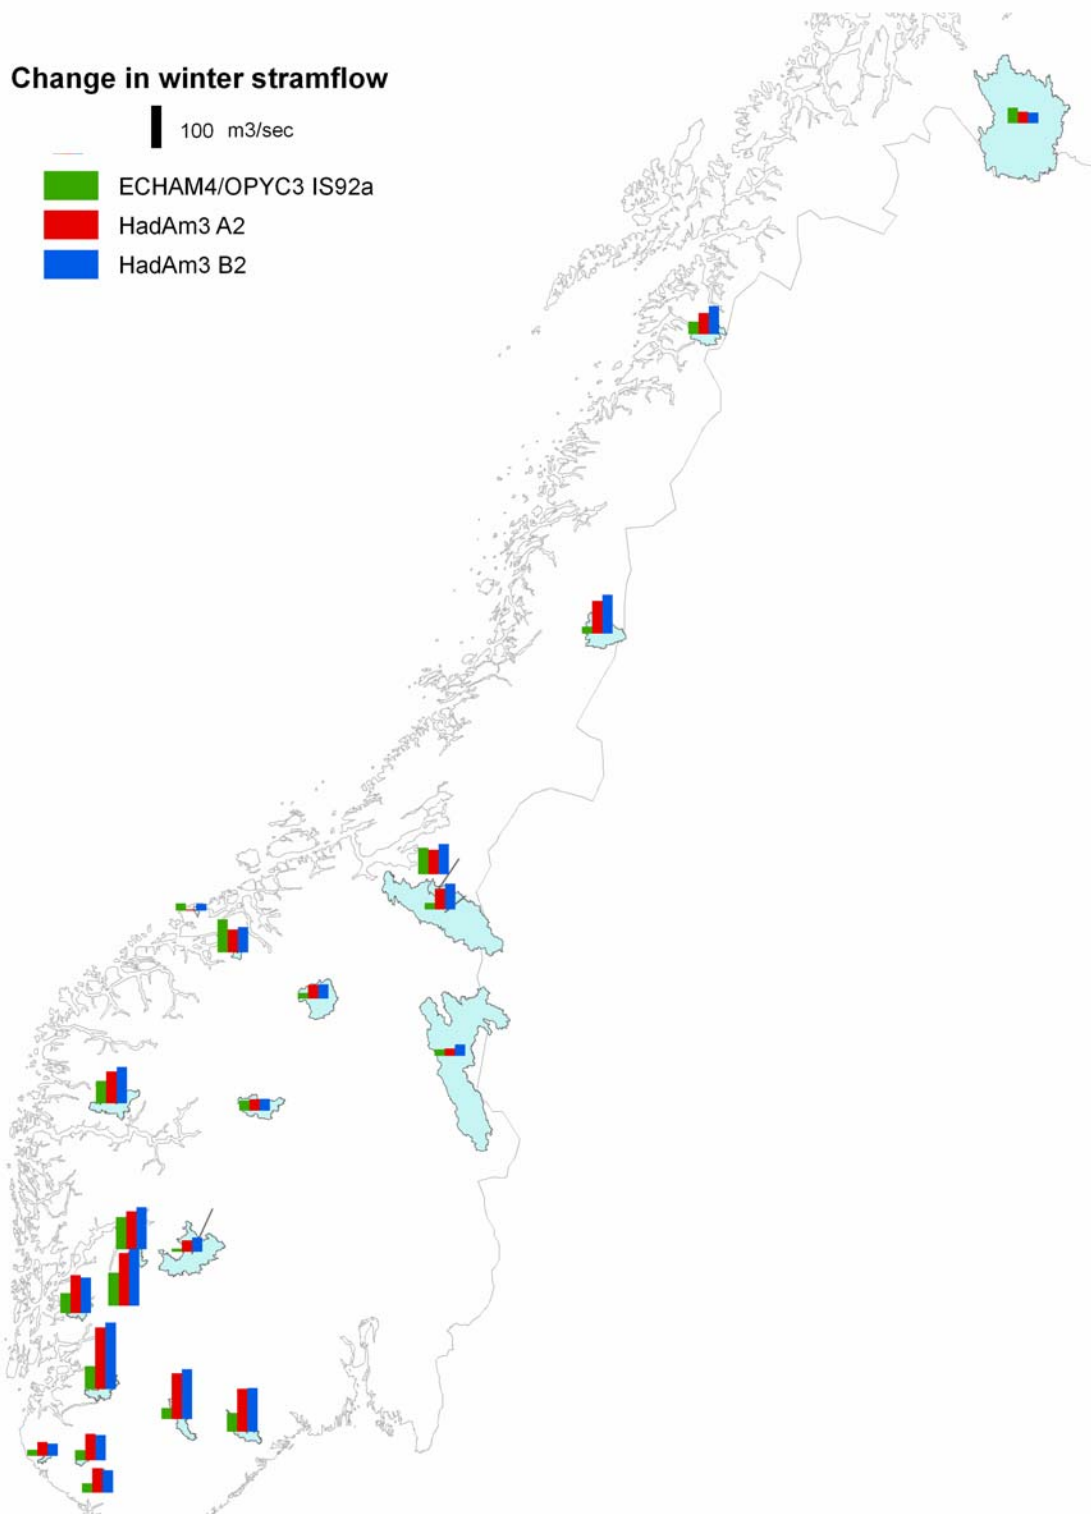 Change in winter stramflow
100 m3/sec
ECHAM4/OPYC3 IS92a
HadAm3 A2
HadAm3 B2